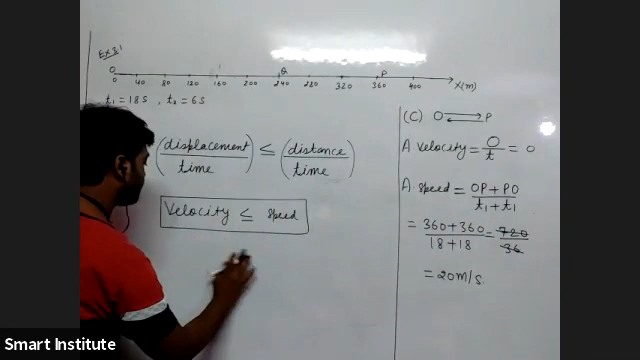 Ex 3.1
O Q P
0 40 80 120 160 200 240 280 320 360 400 X(m)
t₁ = 18 s , t₂ = 6 s
(displacement/time) ≤ (distance/time)
Velocity ≤ speed
(C) O ⇌ P
A velocity = O/t = 0
A speed = OP + PO / t₁ + t₁
= 360 + 360 / 18 + 18 = 720 / 36
= 20 m/s
Smart Institute